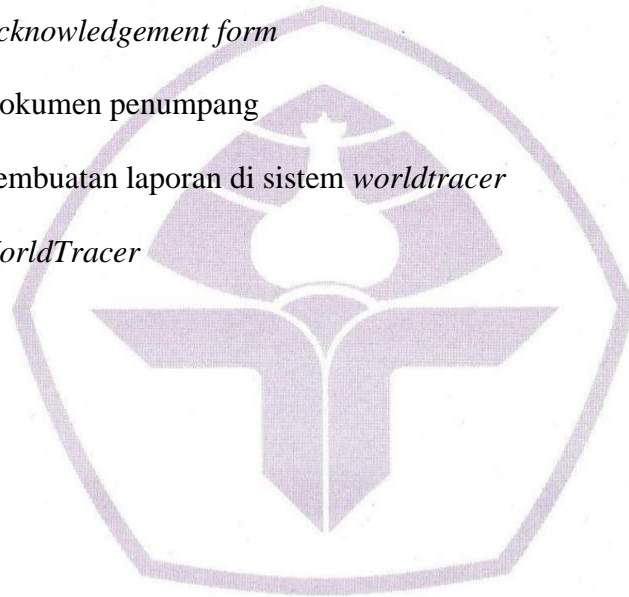 cknowledgement form
okumen penumpang
embuatan laporan di sistem worldtracer
orldTracer